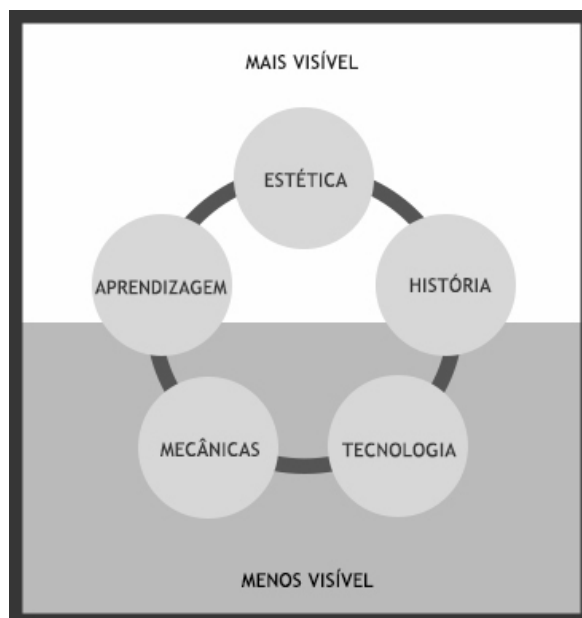 MAIS VISÍVEL
ESTÉTICA
APRENDIZAGEM
HISTÓRIA
MECÂNICAS
TECNOLOGIA
MENOS VISÍVEL